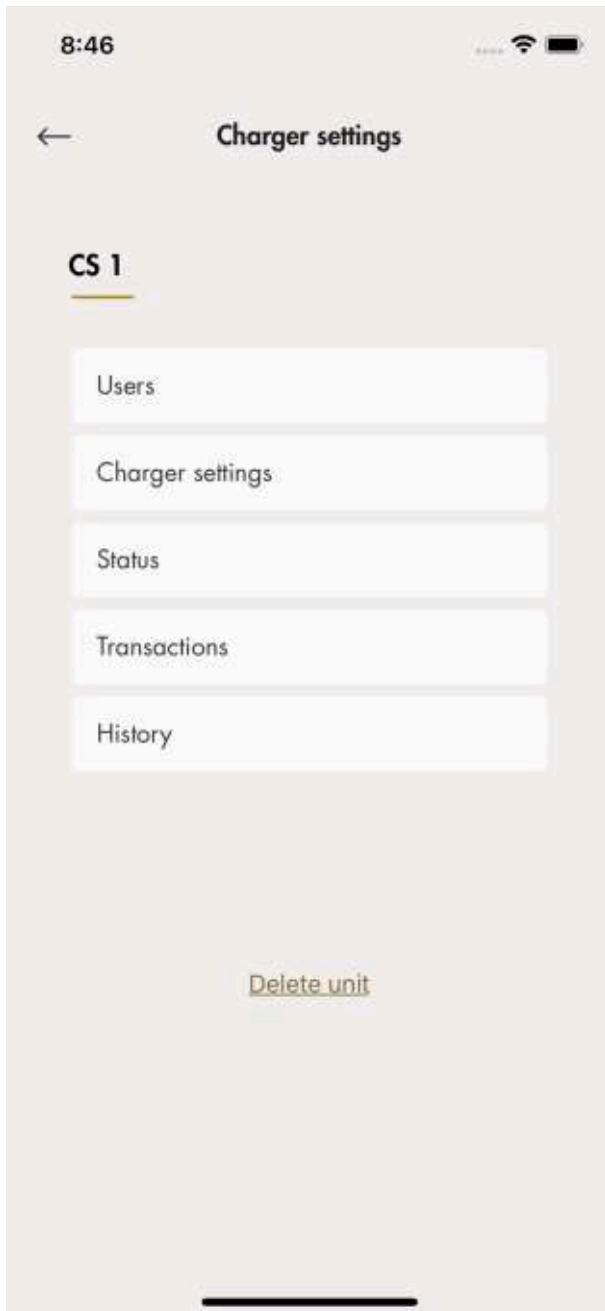 8:46
Charger settings
CS 1
Users
Charger settings
Status
Transactions
History
Delete unit